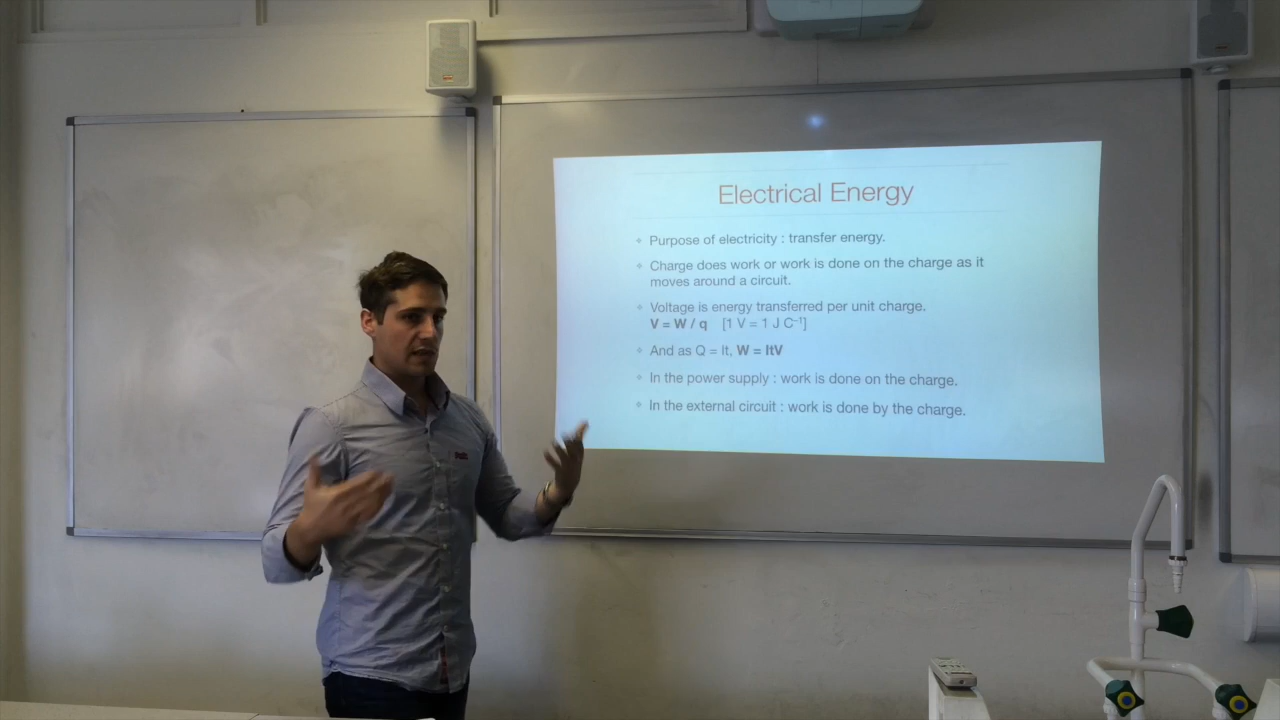 Electrical Energy
Purpose of electricity : transfer energy.
Charge does work or work is done on the charge as it
moves around a circuit.
Voltage is energy transferred per unit charge.
V = W / q [1 V = 1 J C⁻¹]
And as Q = It, W = ItV
In the power supply : work is done on the charge.
In the external circuit : work is done by the charge.